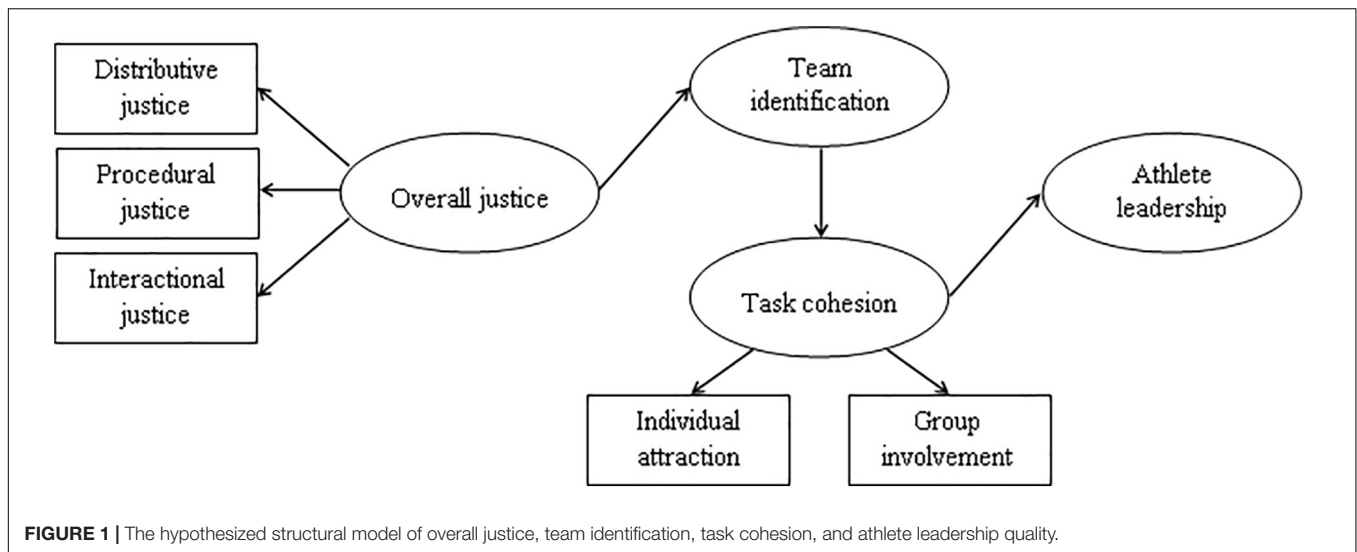 Distributive
justice
Procedural
justice
Interactional
justice
Overall justice
Team
identification
Task cohesion
Athlete
leadership
Individual
attraction
Group
involvement
FIGURE 1 | The hypothesized structural model of overall justice, team identification, task cohesion, and athlete leadership quality.